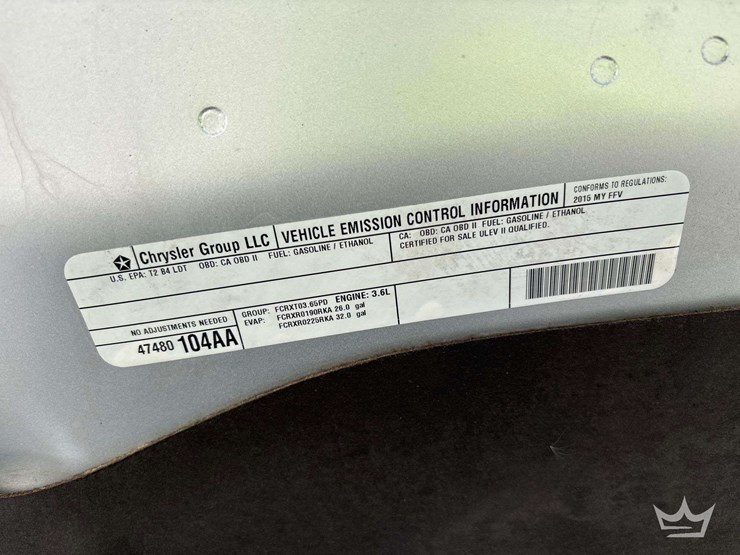 Chrysler Group LLC
VEHICLE EMISSION CONTROL INFORMATION
CONFORMS TO REGULATIONS:
2015 MY FFV
U.S. EPA: T2 B4 LDT OBD: CA OBD II FUEL: GASOLINE / ETHANOL
CA: OBD: CA OBD II FUEL: GASOLINE / ETHANOL
CERTIFIED FOR SALE ULEV II QUALIFIED.
NO ADJUSTMENTS NEEDED
47480 104AA
GROUP: FCRXT03.65PD ENGINE: 3.6L
EVAP: FCRXR0190RKA 26.0 gal
FCRXR0225RKA 32.0 gal